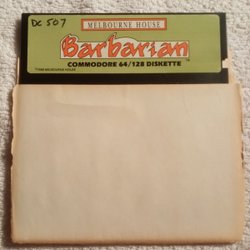 DC 507
MELBOURNE HOUSE
Barbarian
COMMODORE 64/128 DISKETTE